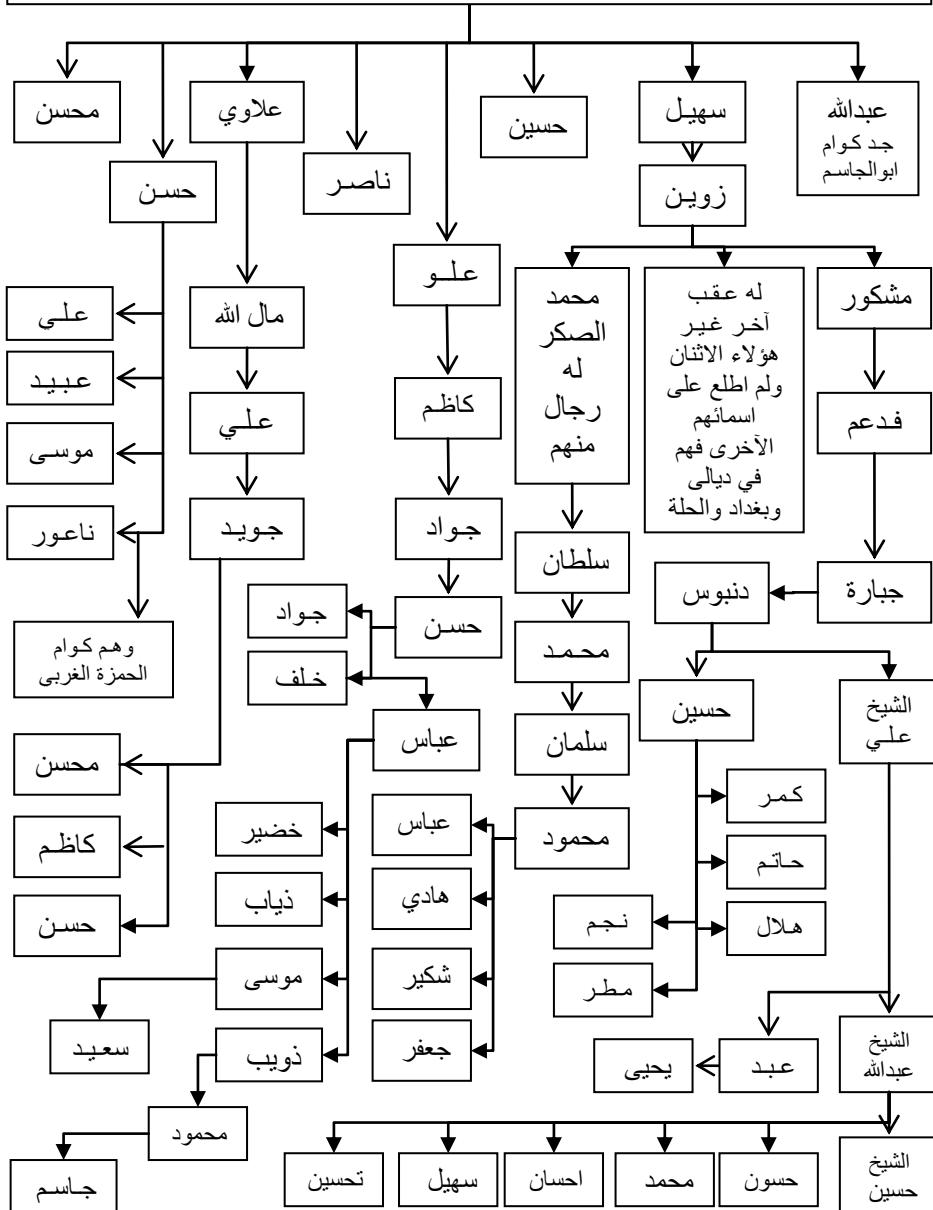 عبدالله
جد كوام
ابوالجاسم
سهيل
حسين
علاوي
محسن
ناصر
حسن
زوين
علو
مشكور
له عقب
آخر غير
هؤلاء الاثنان
ولم اطلع على
اسمائهم
الآخرى فهم
في ديالى
وبغداد والحلة
محمد
الصكر
له
رجال
منهم
مال الله
علي
عبيد
موسى
ناعور
وهم كوام
الحمزة الغربى
فدعم
كاظم
علي
جبارة
دنبوس
سلطان
جواد
جويد
حسن
جواد
خلف
محمد
الشيخ
علي
حسين
سلمان
عباس
محسن
كاظم
حسن
كمر
حاتم
هلال
نجم
مطر
محمود
عباس
هادي
شكير
جعفر
خضير
ذياب
موسى
ذويب
سعيد
الشيخ
عبدالله
عبد
يحيى
محمود
جاسم
الشيخ
حسين
حسون
محمد
احسان
سهيل
تحسين